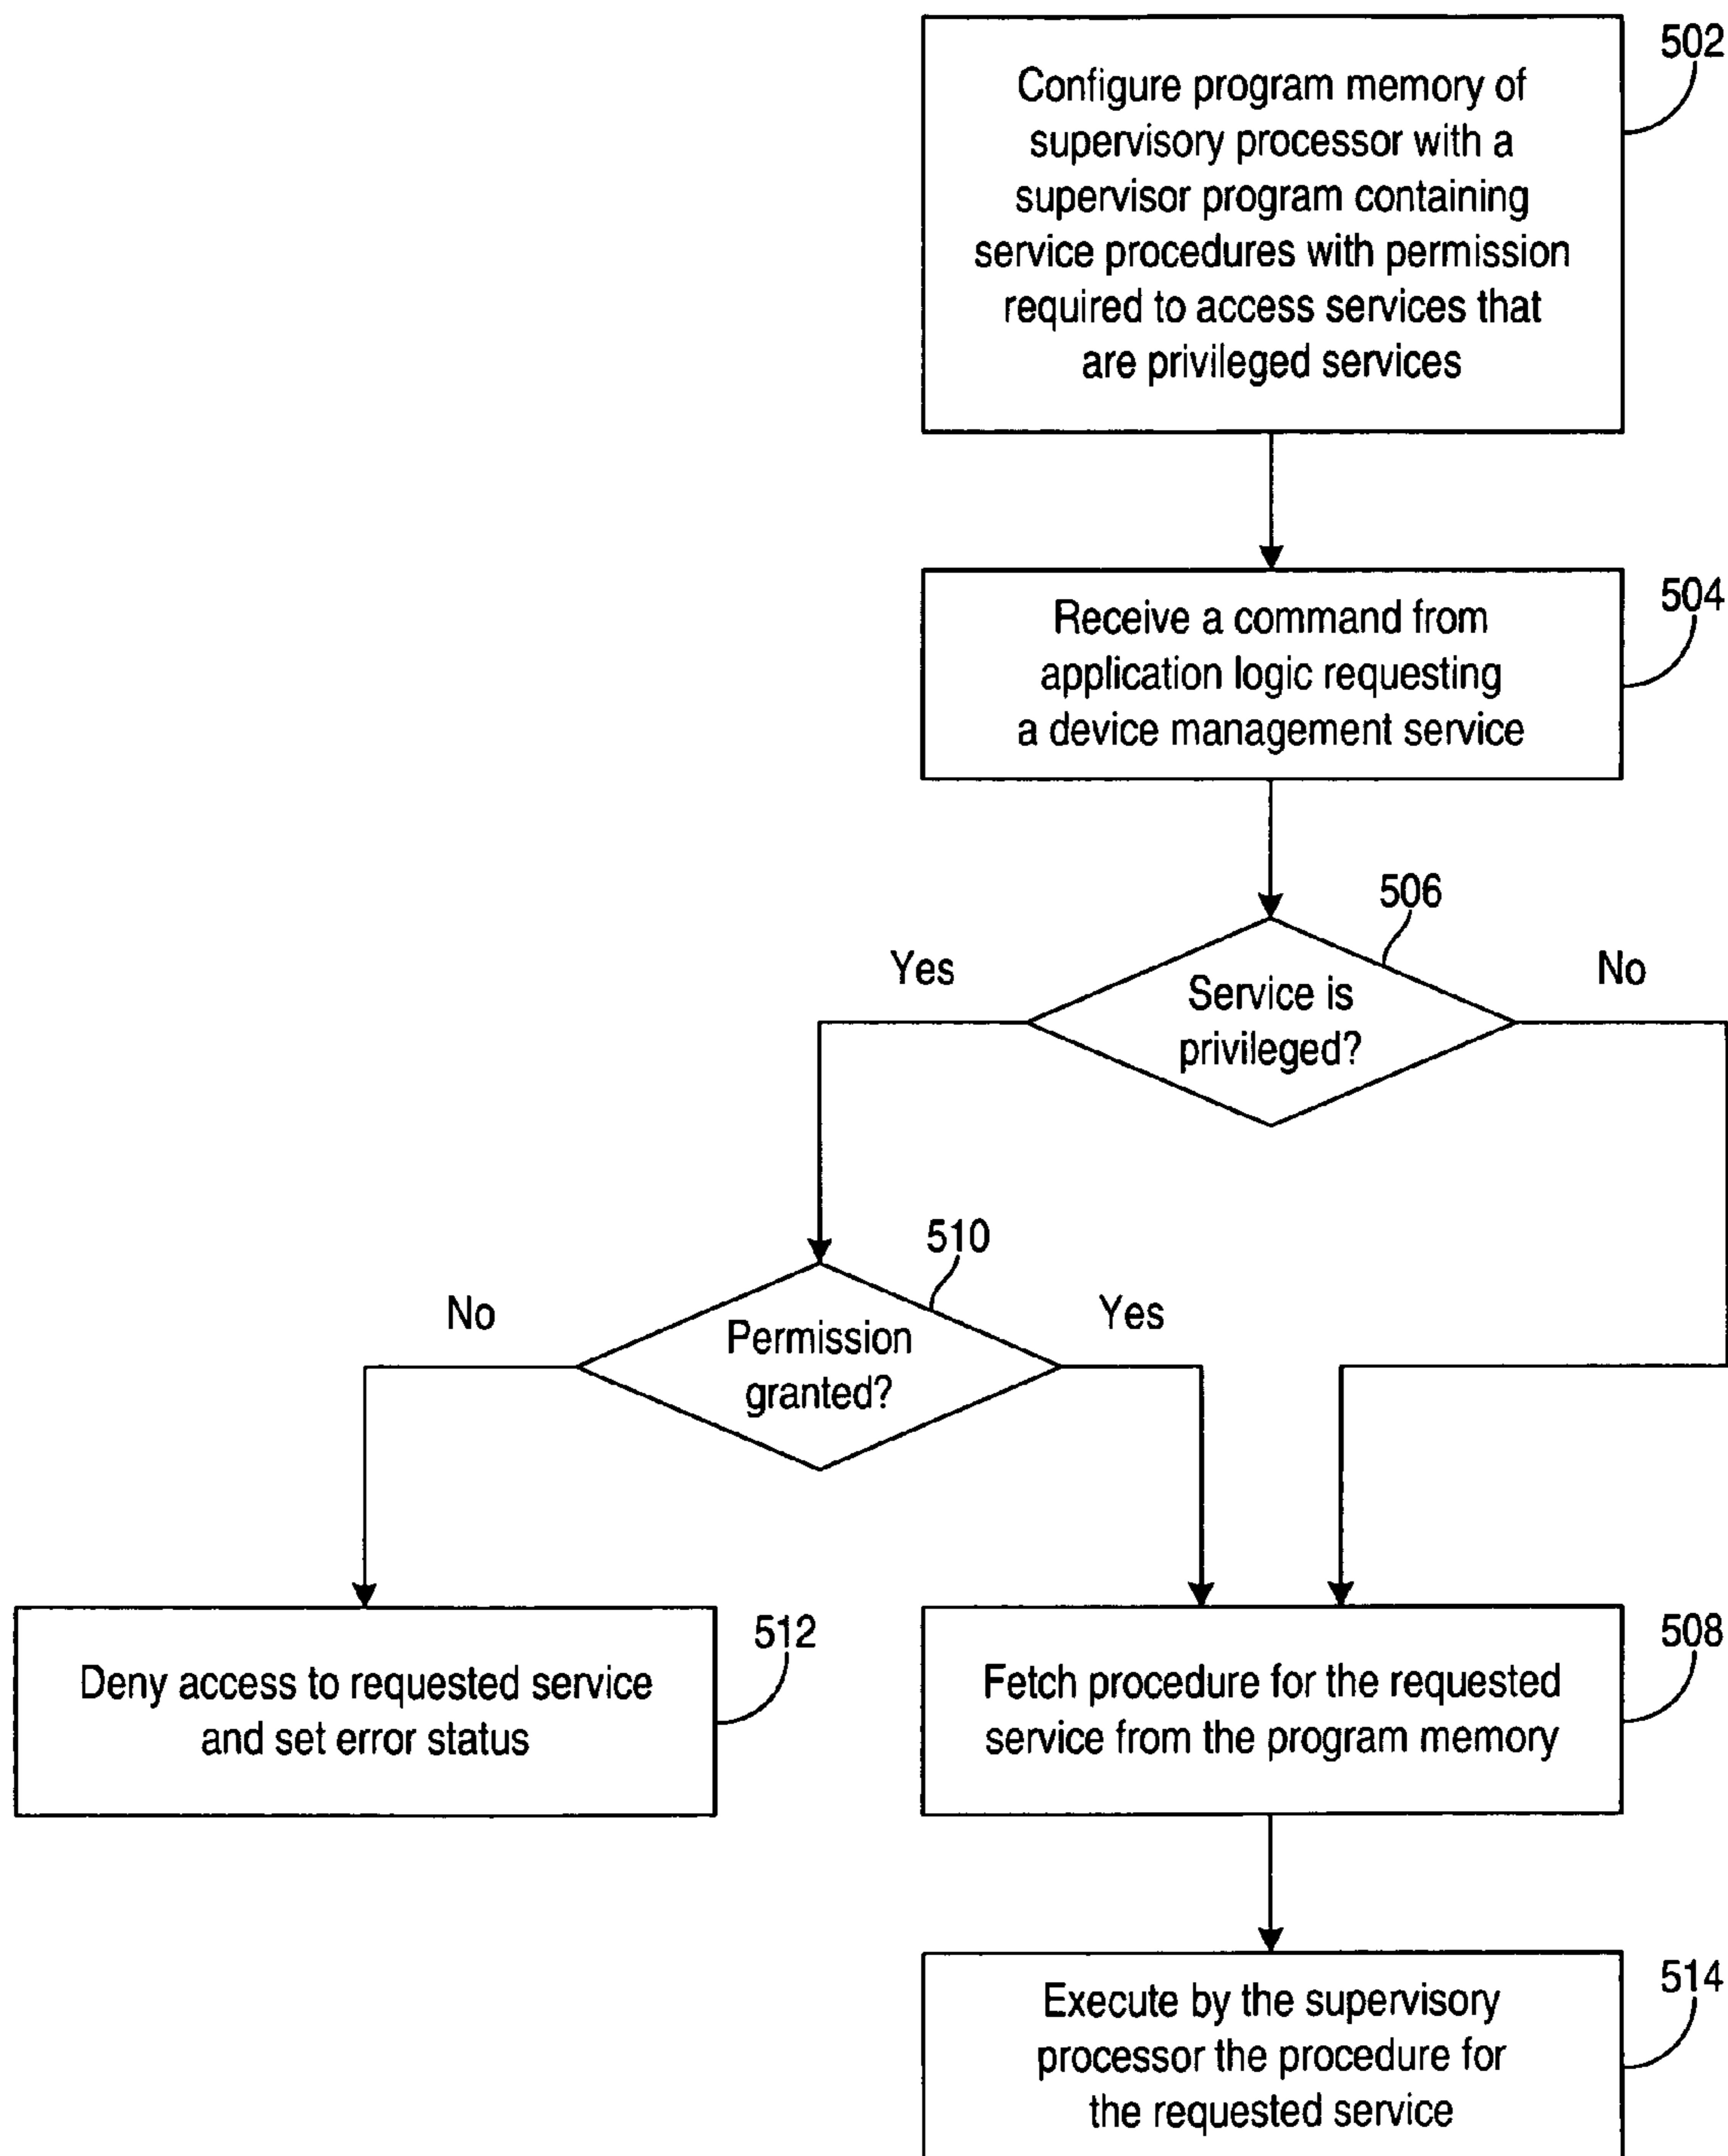 502
Configure program memory of
supervisory processor with a
supervisor program containing
service procedures with permission
required to access services that
are privileged services
504
Receive a command from
application logic requesting
a device management service
506
Yes
No
Service is
privileged?
510
No
Yes
Permission
granted?
512
Deny access to requested service
and set error status
508
Fetch procedure for the requested
service from the program memory
514
Execute by the supervisory
processor the procedure for
the requested service